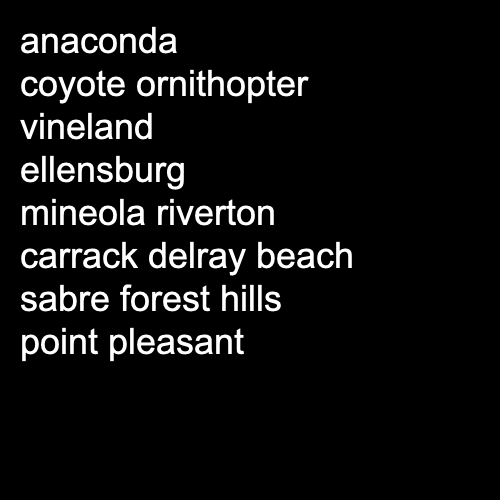 anaconda
coyote ornithopter
vineland
ellensburg
mineola riverton
carrack delray beach
sabre forest hills
point pleasant